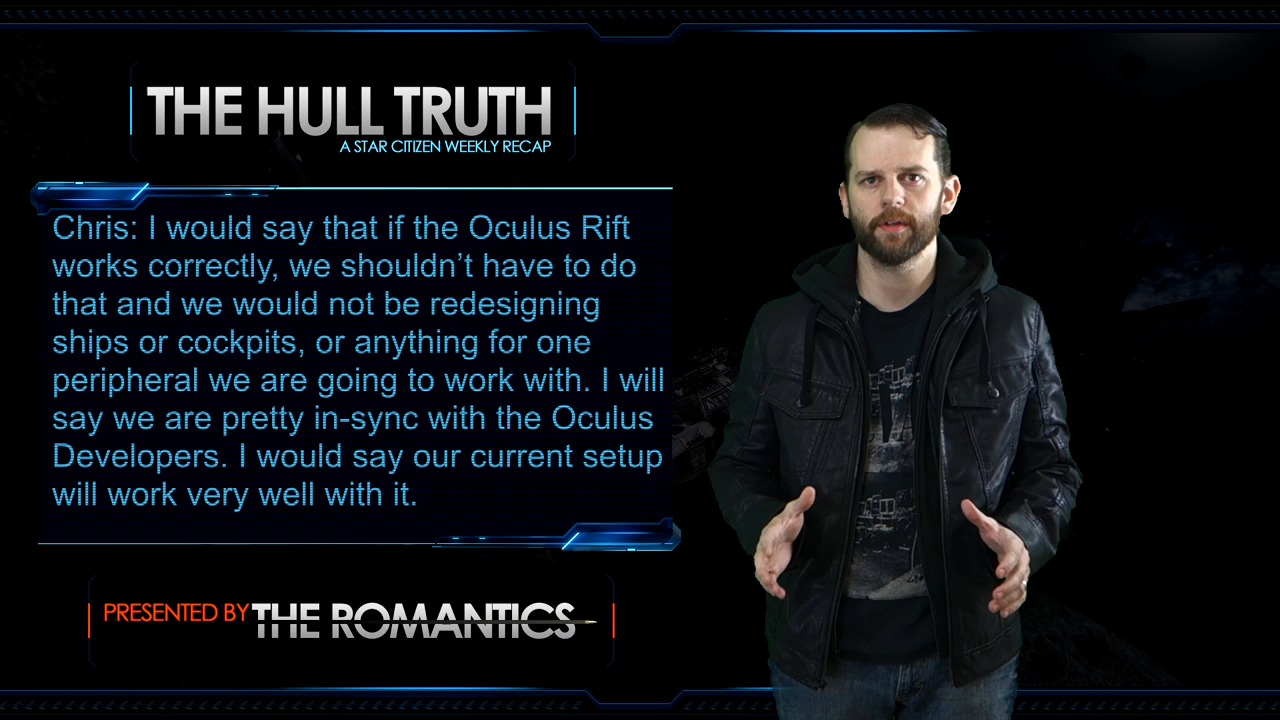 THE HULL TRUTH
A STAR CITIZEN WEEKLY RECAP
Chris: I would say that if the Oculus Rift
works correctly, we shouldn’t have to do
that and we would not be redesigning
ships or cockpits, or anything for one
peripheral we are going to work with. I will
say we are pretty in-sync with the Oculus
Developers. I would say our current setup
will work very well with it.
PRESENTED BY THE ROMANTICS